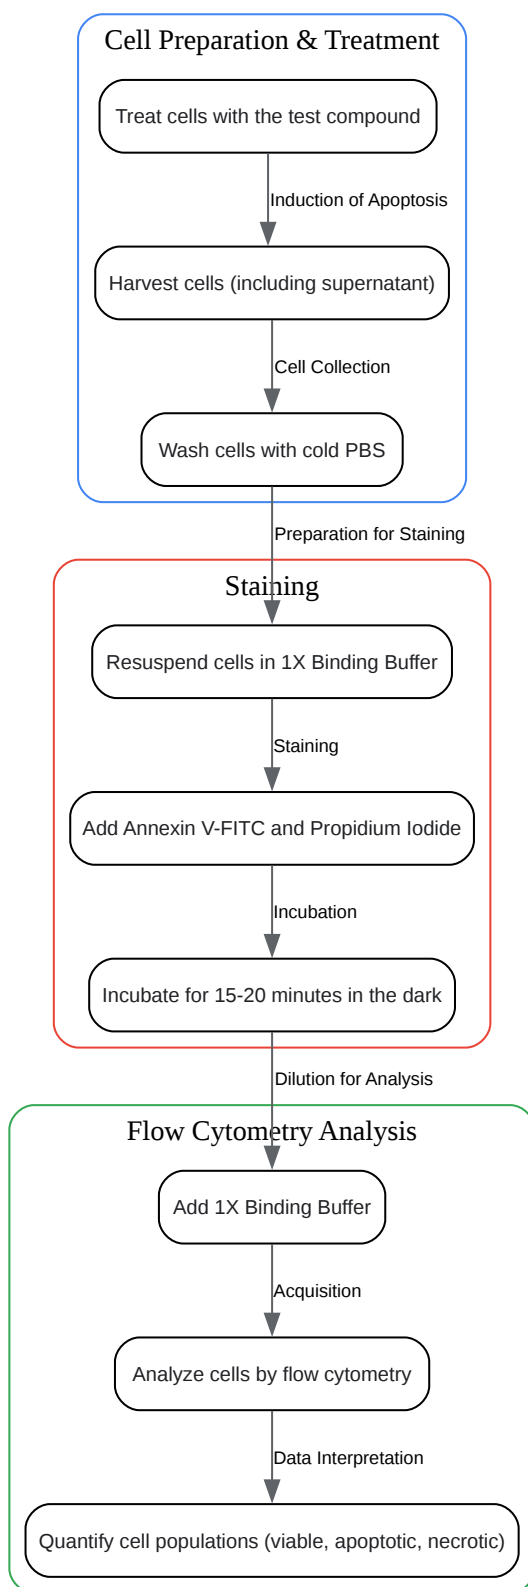 Cell Preparation & Treatment
Treat cells with the test compound
Induction of Apoptosis
Harvest cells (including supernatant)
Cell Collection
Wash cells with cold PBS
Preparation for Staining
Staining
Resuspend cells in 1X Binding Buffer
Staining
Add Annexin V-FITC and Propidium Iodide
Incubation
Incubate for 15-20 minutes in the dark
Dilution for Analysis
Flow Cytometry Analysis
Add 1X Binding Buffer
Acquisition
Analyze cells by flow cytometry
Data Interpretation
Quantify cell populations (viable, apoptotic, necrotic)